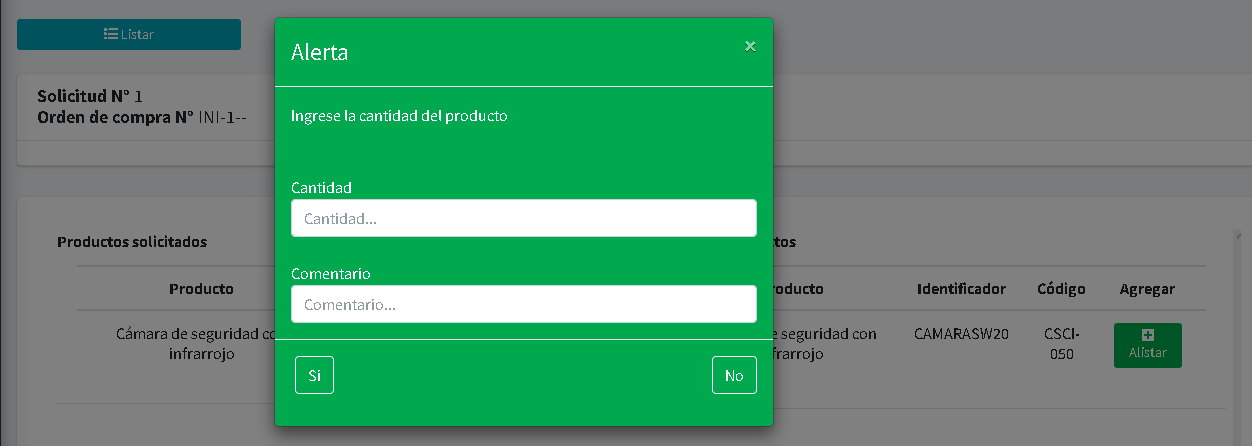 Listar
Alerta
×
Solicitud N° 1
Orden de compra N° INI-1--
Ingrese la cantidad del producto
Cantidad
Cantidad...
Comentario
Comentario...
Sí
No
Productos solicitados
Producto
Cámara de seguridad co
infrarrojo
tos
roducto
Identificador
Código
Agregar
e seguridad con
frarrojo
CAMARASW20
CSCI-
050
Alistar